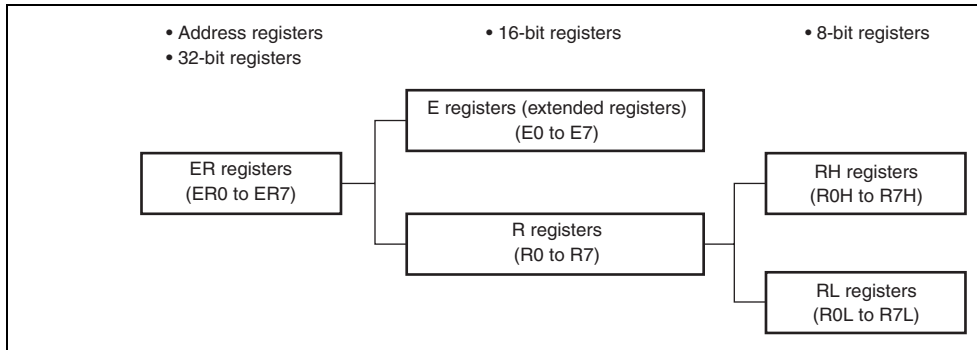 • Address registers
• 32-bit registers
• 16-bit registers
• 8-bit registers
E registers (extended registers)
(E0 to E7)
ER registers
(ER0 to ER7)
RH registers
(R0H to R7H)
R registers
(R0 to R7)
RL registers
(R0L to R7L)